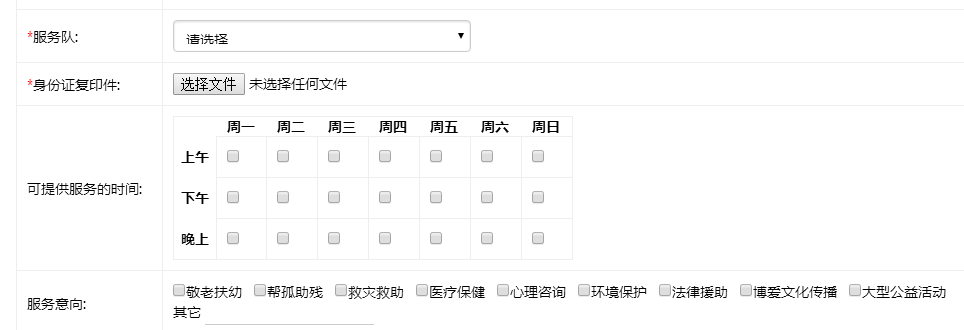 *服务队: 请选择
*身份证复印件: 选择文件 未选择任何文件
可提供服务的时间:
周一 周二 周三 周四 周五 周六 周日
上午
下午
晚上
服务意向: 敬老扶幼 帮孤助残 救灾救助 医疗保健 心理咨询 环境保护 法律援助 博爱文化传播 大型公益活动
其它